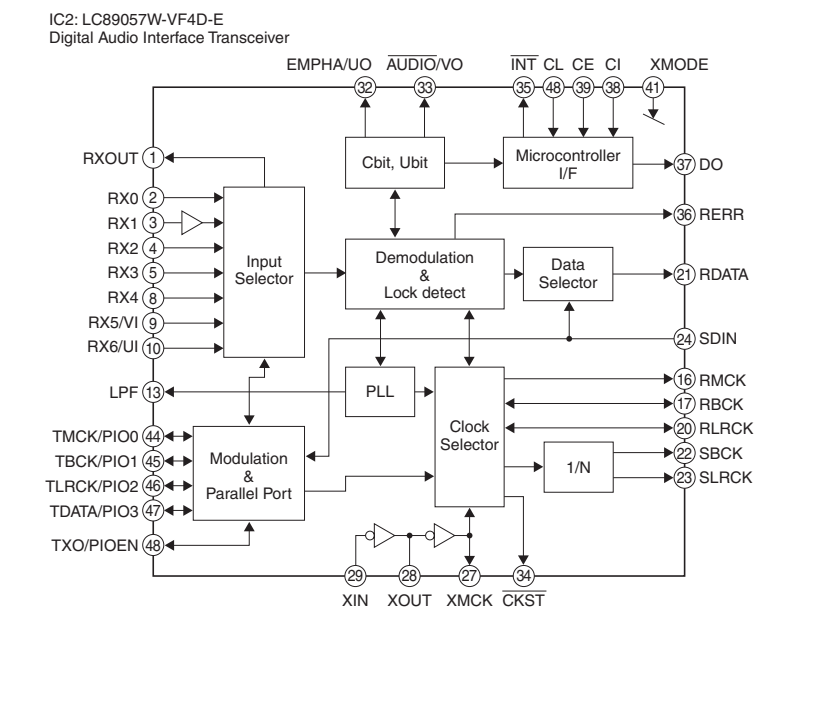 IC2: LC89057W-VF4D-E
Digital Audio Interface Transceiver
EMPHA/UO
AUDIO/VO
INT
CL
CE
CI
XMODE
32
33
35
48
39
38
41
RXOUT
1
Cbit, Ubit
Microcontroller
I/F
37
DO
RX0
2
RX1
3
RX2
4
RX3
5
RX4
8
RX5/VI
9
RX6/UI
10
Input
Selector
Demodulation
&
Lock detect
Data
Selector
36
RERR
21
RDATA
24
SDIN
LPF
13
PLL
Clock
Selector
16
RMCK
17
RBCK
20
RLRCK
22
SBCK
23
SLRCK
1/N
TMCK/PIO0
44
TBCK/PIO1
45
TLRCK/PIO2
46
TDATA/PIO3
47
TXO/PIOEN
48
Modulation
&
Parallel Port
29
28
27
34
XIN
XOUT
XMCK
CKST